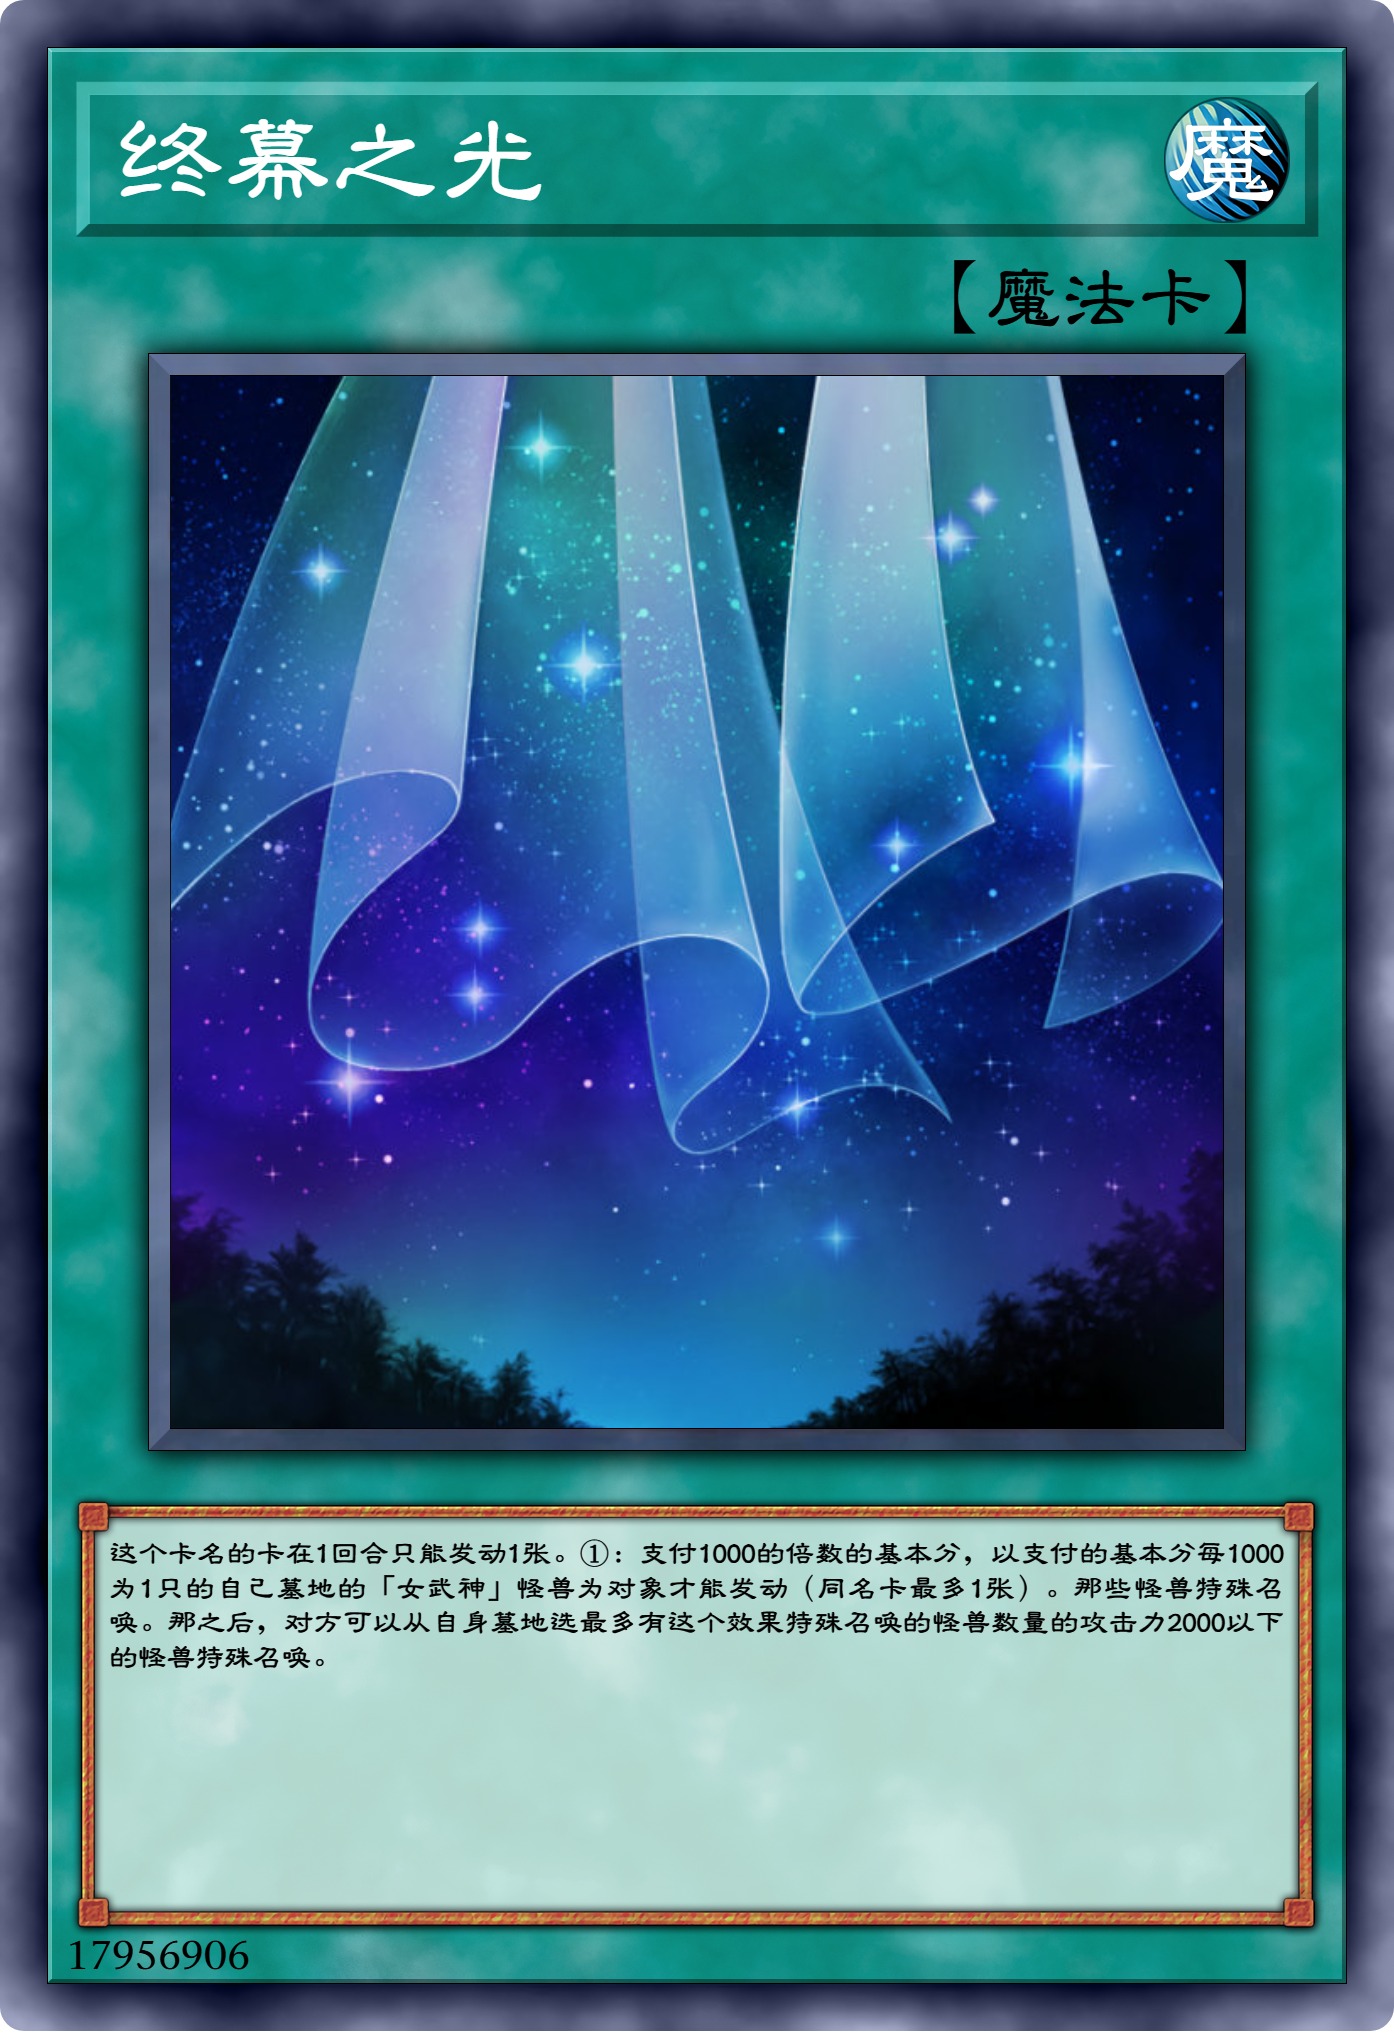 终幕之光
魔
【魔法卡】
这个卡名的卡在1回合只能发动1张。①：支付1000的倍数的基本分，以支付的基本分每1000
为1只的自己墓地的「女武神」怪兽为对象才能发动（同名卡最多1张）。那些怪兽特殊召
唤。那之后，对方可以从自身墓地选最多有这个效果特殊召唤的怪兽数量的攻击力2000以下
的怪兽特殊召唤。
17956906